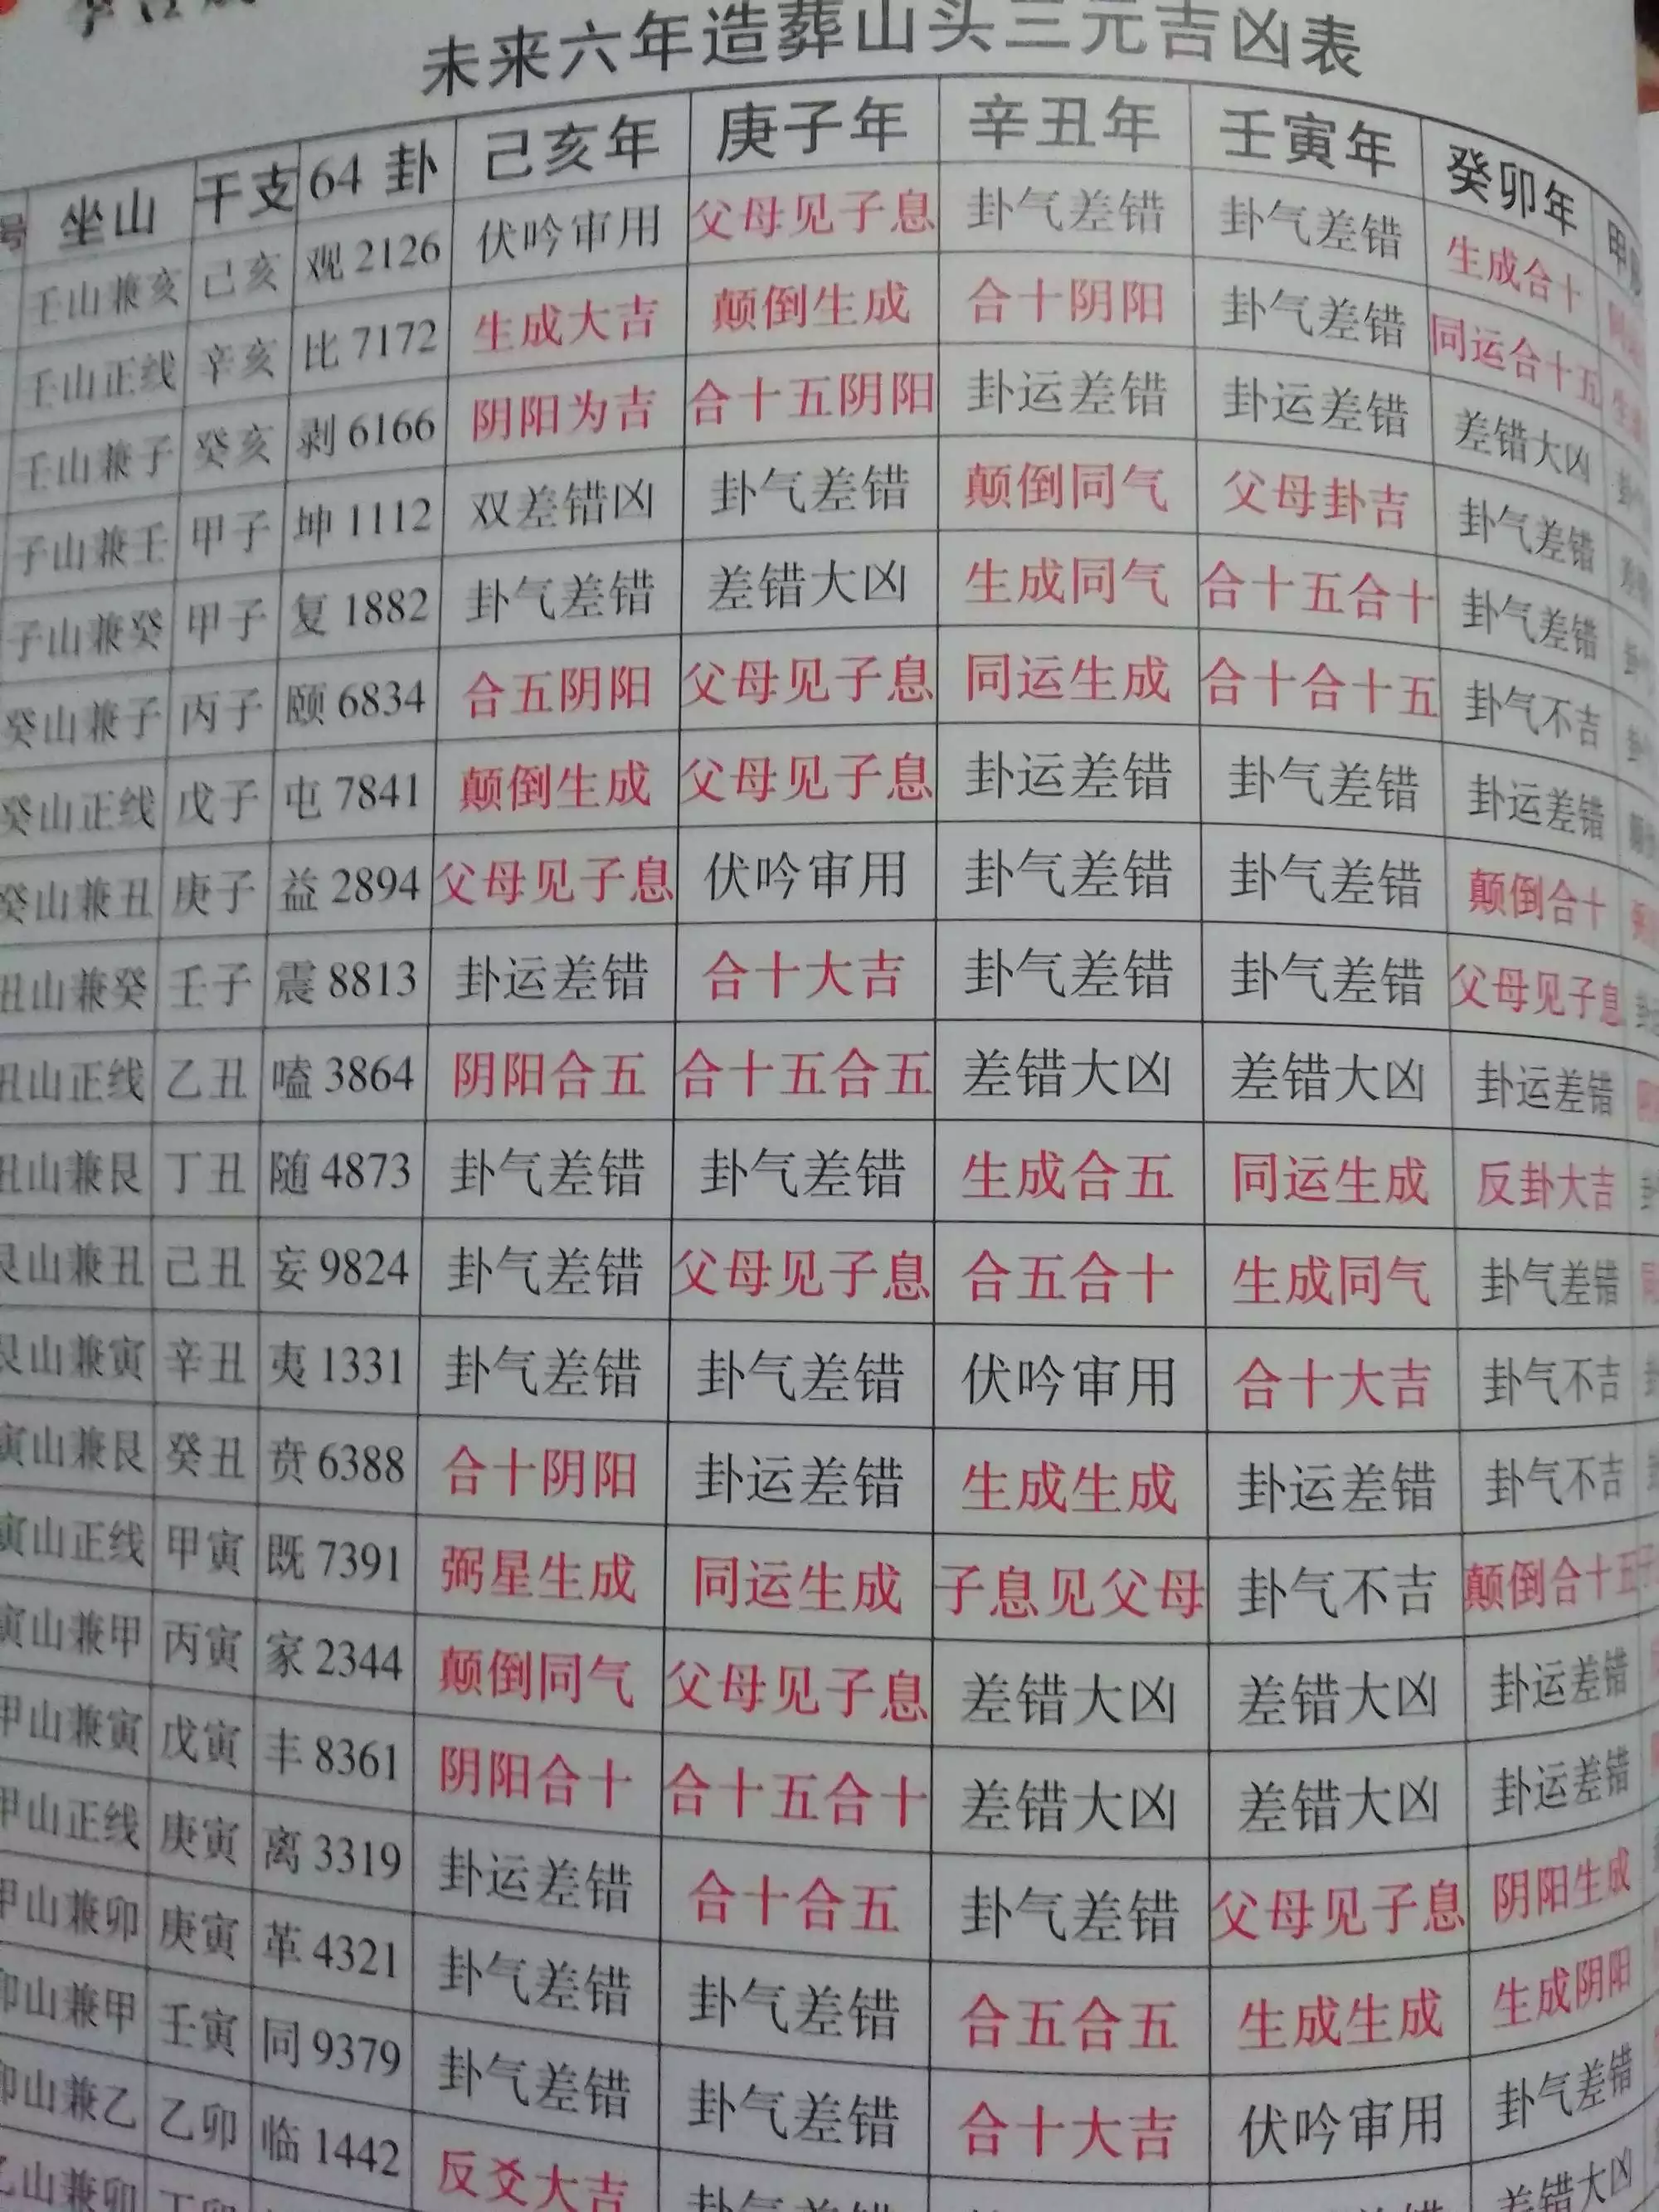 未来六年造葬山头三元吉凶表
号 坐山 干支 64卦 己亥年 庚子年 辛丑年 壬寅年 癸卯年 甲
壬山兼亥 己亥 观2126 伏吟审用 父母见子息 卦气差错 卦气差错 生成合十
壬山正线 辛亥 比7172 生成大吉 颠倒生成 合十阴阳 卦气差错 同运合十五
壬山兼子 癸亥 剥6166 阴阳为吉 合十五阴阳 卦运差错 卦运差错 差错大凶
子山兼壬 甲子 坤1112 双差错凶 卦气差错 颠倒同气 父母卦吉 卦气差错
子山兼癸 甲子 复1882 卦气差错 差错大凶 生成同气 合十五合十 卦气差错
癸山兼子 丙子 颐6834 合五阴阳 父母见子息 同运生成 合十合十五 卦气不吉
癸山正线 戊子 屯7841 颠倒生成 父母见子息 卦运差错 卦气差错 卦运差错
癸山兼丑 庚子 益2894 父母见子息 伏吟审用 卦气差错 卦气差错 颠倒合十
丑山兼癸 壬子 震8813 卦运差错 合十大吉 卦气差错 卦气差错 父母见子息
丑山正线 乙丑 嗑3864 阴阳合五 合十五合五 差错大凶 差错大凶 卦运差错
丑山兼艮 丁丑 随4873 卦气差错 卦气差错 生成合五 同运生成 反卦大吉
艮山兼丑 己丑 妄9824 卦气差错 父母见子息 合五合十 生成同气 卦气差错
艮山兼寅 辛丑 夷1331 卦气差错 卦气差错 伏吟审用 合十大吉 卦气不吉
寅山兼艮 癸丑 贲6388 合十阴阳 卦运差错 生成生成 卦运差错 卦气不吉
寅山正线 甲寅 既7391 弼星生成 同运生成 子息见父母 卦气不吉 颠倒合十五
寅山兼甲 丙寅 家2344 颠倒同气 父母见子息 差错大凶 差错大凶 卦运差错
甲山兼寅 戊寅 丰8361 阴阳合十 合十五合十 差错大凶 差错大凶 卦运差错
甲山正线 庚寅 离3319 卦运差错 合十合五 卦气差错 父母见子息 阴阳生成
甲山兼卯 庚寅 革4321 卦气差错 卦气差错 合五合五 生成生成 生成阴阳
卯山兼甲 壬寅 同9379 卦气差错 卦气差错 合十大吉 伏吟审用 卦气差错
卯山兼乙 乙卯 临1442 反爻大吉 卦气差错 差错大凶
乙山兼卯